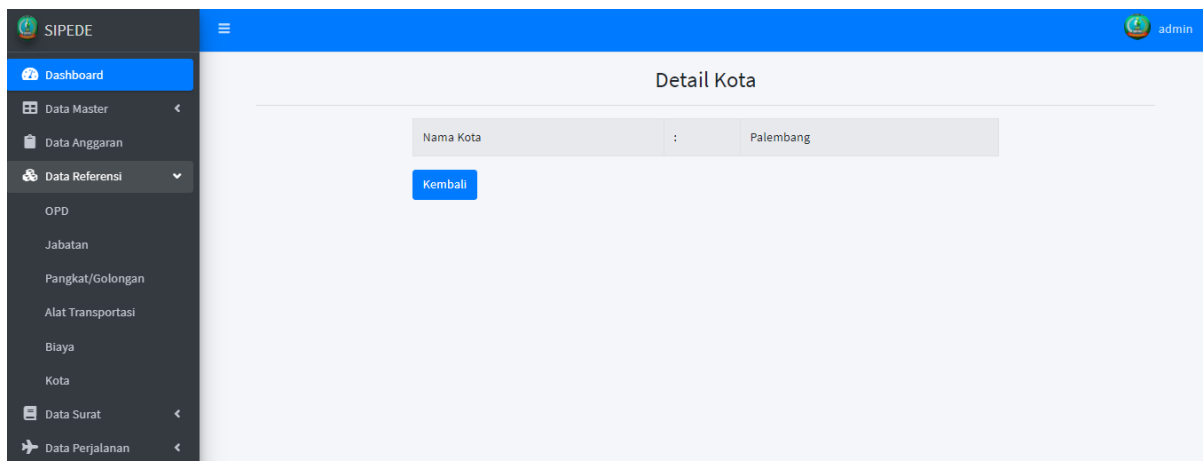 SIPEDE
admin
Dashboard
Data Master
Data Anggaran
Data Referensi
OPD
Jabatan
Pangkat/Golongan
Alat Transportasi
Biaya
Kota
Data Surat
Data Perjalanan
Detail Kota
Nama Kota : Palembang
Kembali